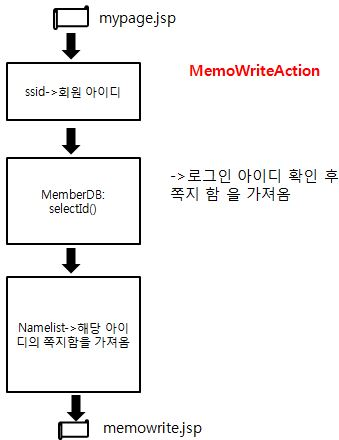 mypage.jsp
MemoWriteAction
ssid->회원 아이디
MemberDB:
selectId()
->로그인 아이디 확인 후
쪽지 함 을 가져옴
Namelist->해당 아이
디의 쪽지함을 가져옴
memowrite.jsp